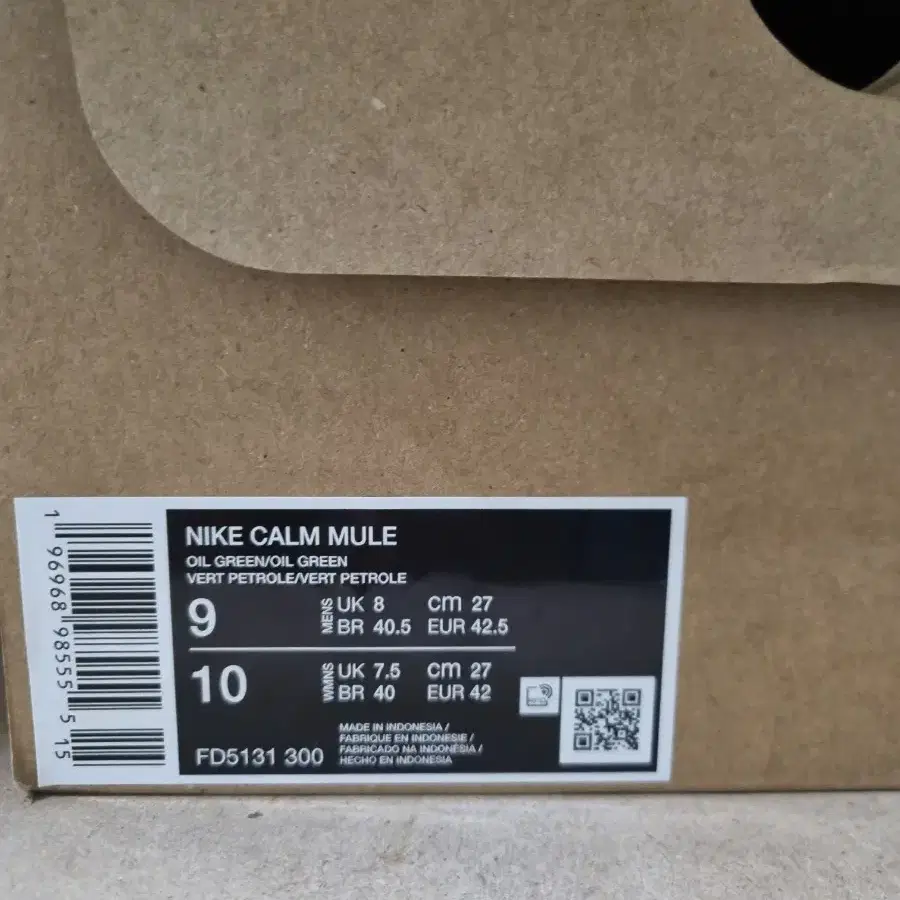 1 96968 98555 5 15
NIKE CALM MULE
OIL GREEN/OIL GREEN
VERT PETROLE/VERT PETROLE
9
MENS
UK 8 cm 27
BR 40.5 EUR 42.5
10
WMNS
UK 7.5 cm 27
BR 40 EUR 42
FD5131 300
MADE IN INDONESIA /
FABRIQUE EN INDONESIE /
FABRICADO NA INDONÉSIA /
HECHO EN INDONESIA